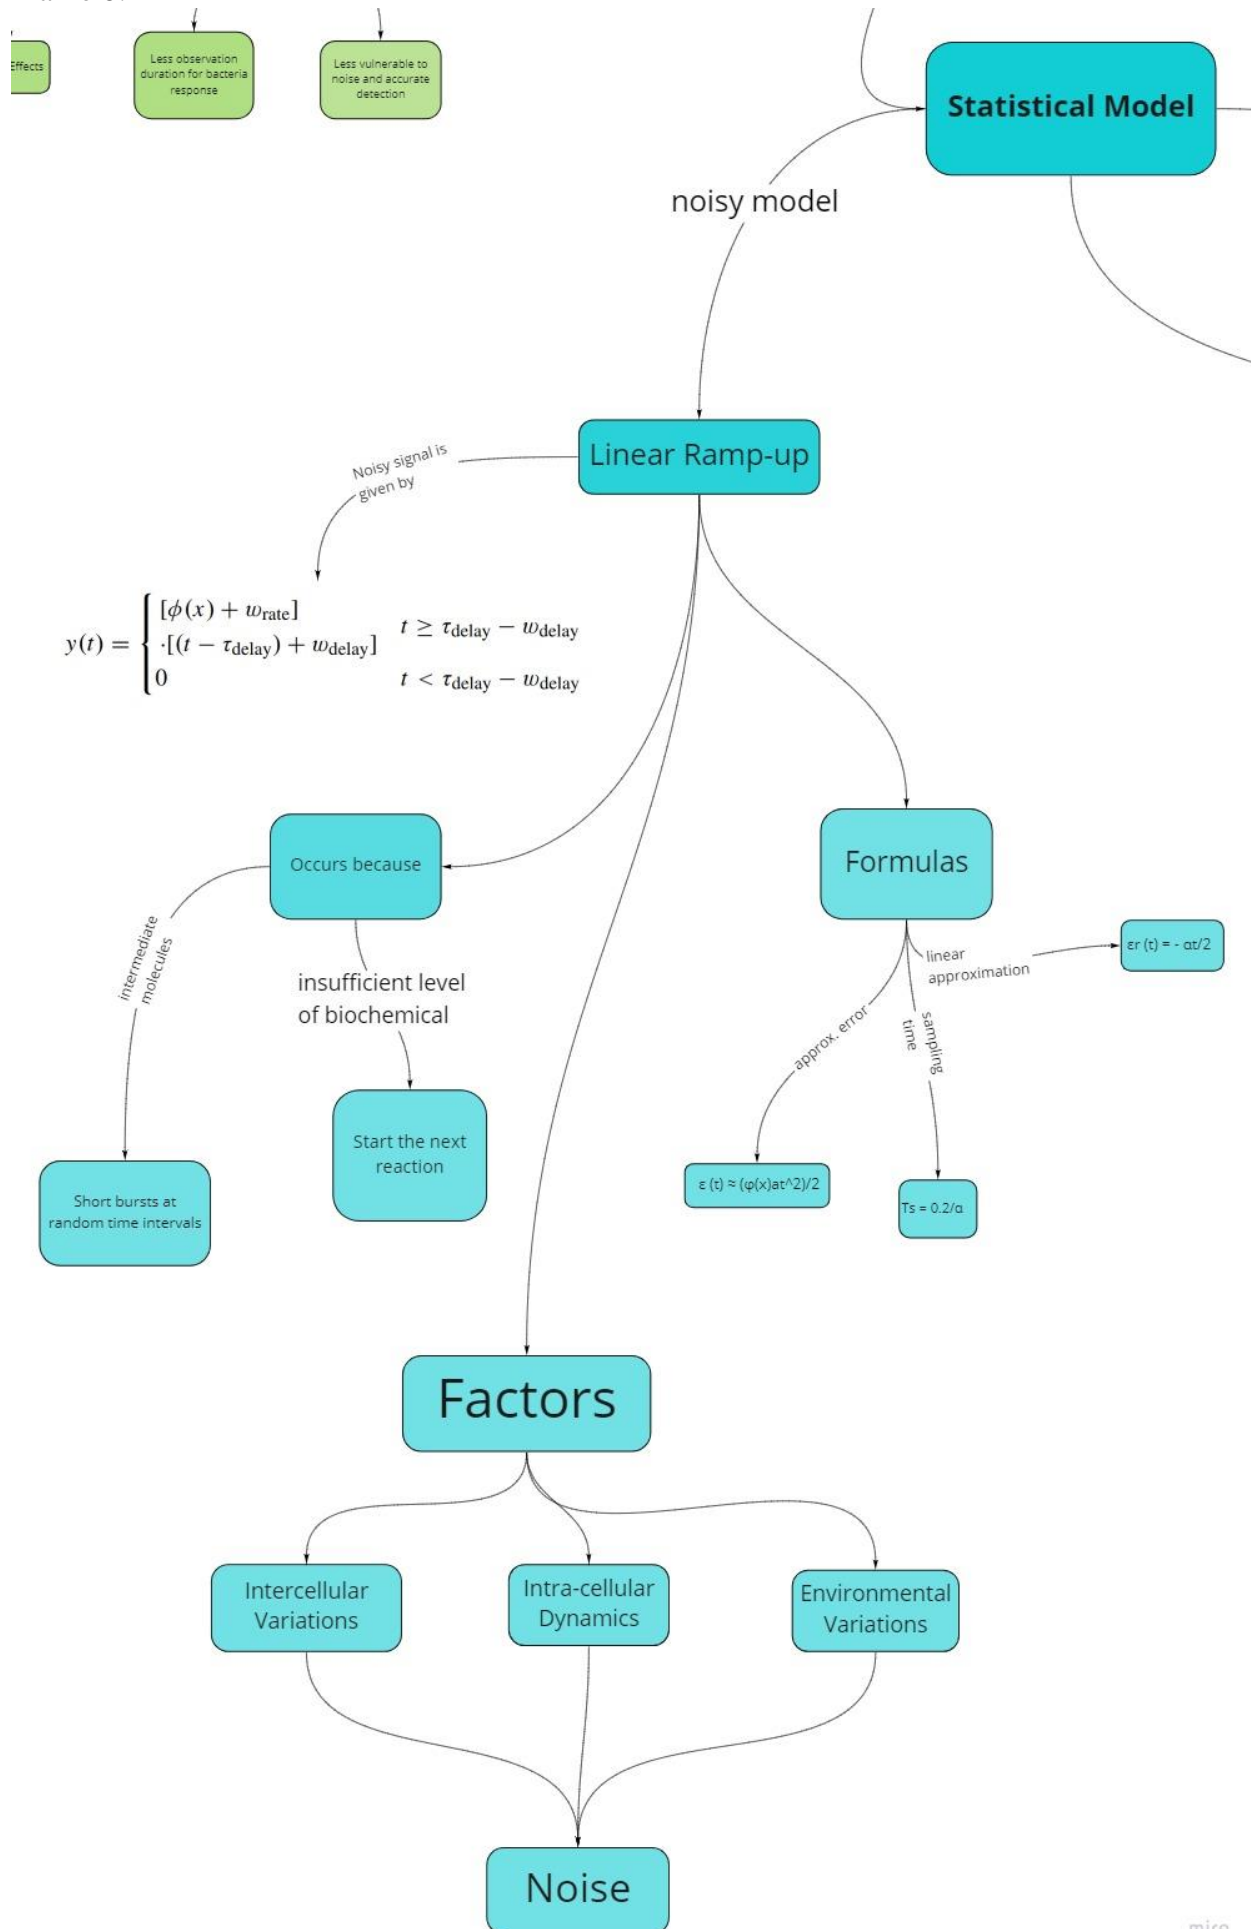 Effects
Less observation
duration for bacteria
response
Less vulnerable to
noise and accurate
detection
Statistical Model
noisy model
Linear Ramp-up
Noisy signal is
given by
y(t) = { [ϕ(x) + w_rate]
·[(t − τ_delay) + w_delay] t ≥ τ_delay − w_delay
0 t < τ_delay − w_delay
Occurs because
Formulas
intermediate
molecules
insufficient level
of biochemical
linear
approximation
εr (t) = - αt/2
approx. error
sampling
time
Start the next
reaction
Short bursts at
random time intervals
ε (t) ≈ (φ(x)at^2)/2
Ts = 0.2/α
Factors
Intercellular
Variations
Intra-cellular
Dynamics
Environmental
Variations
Noise